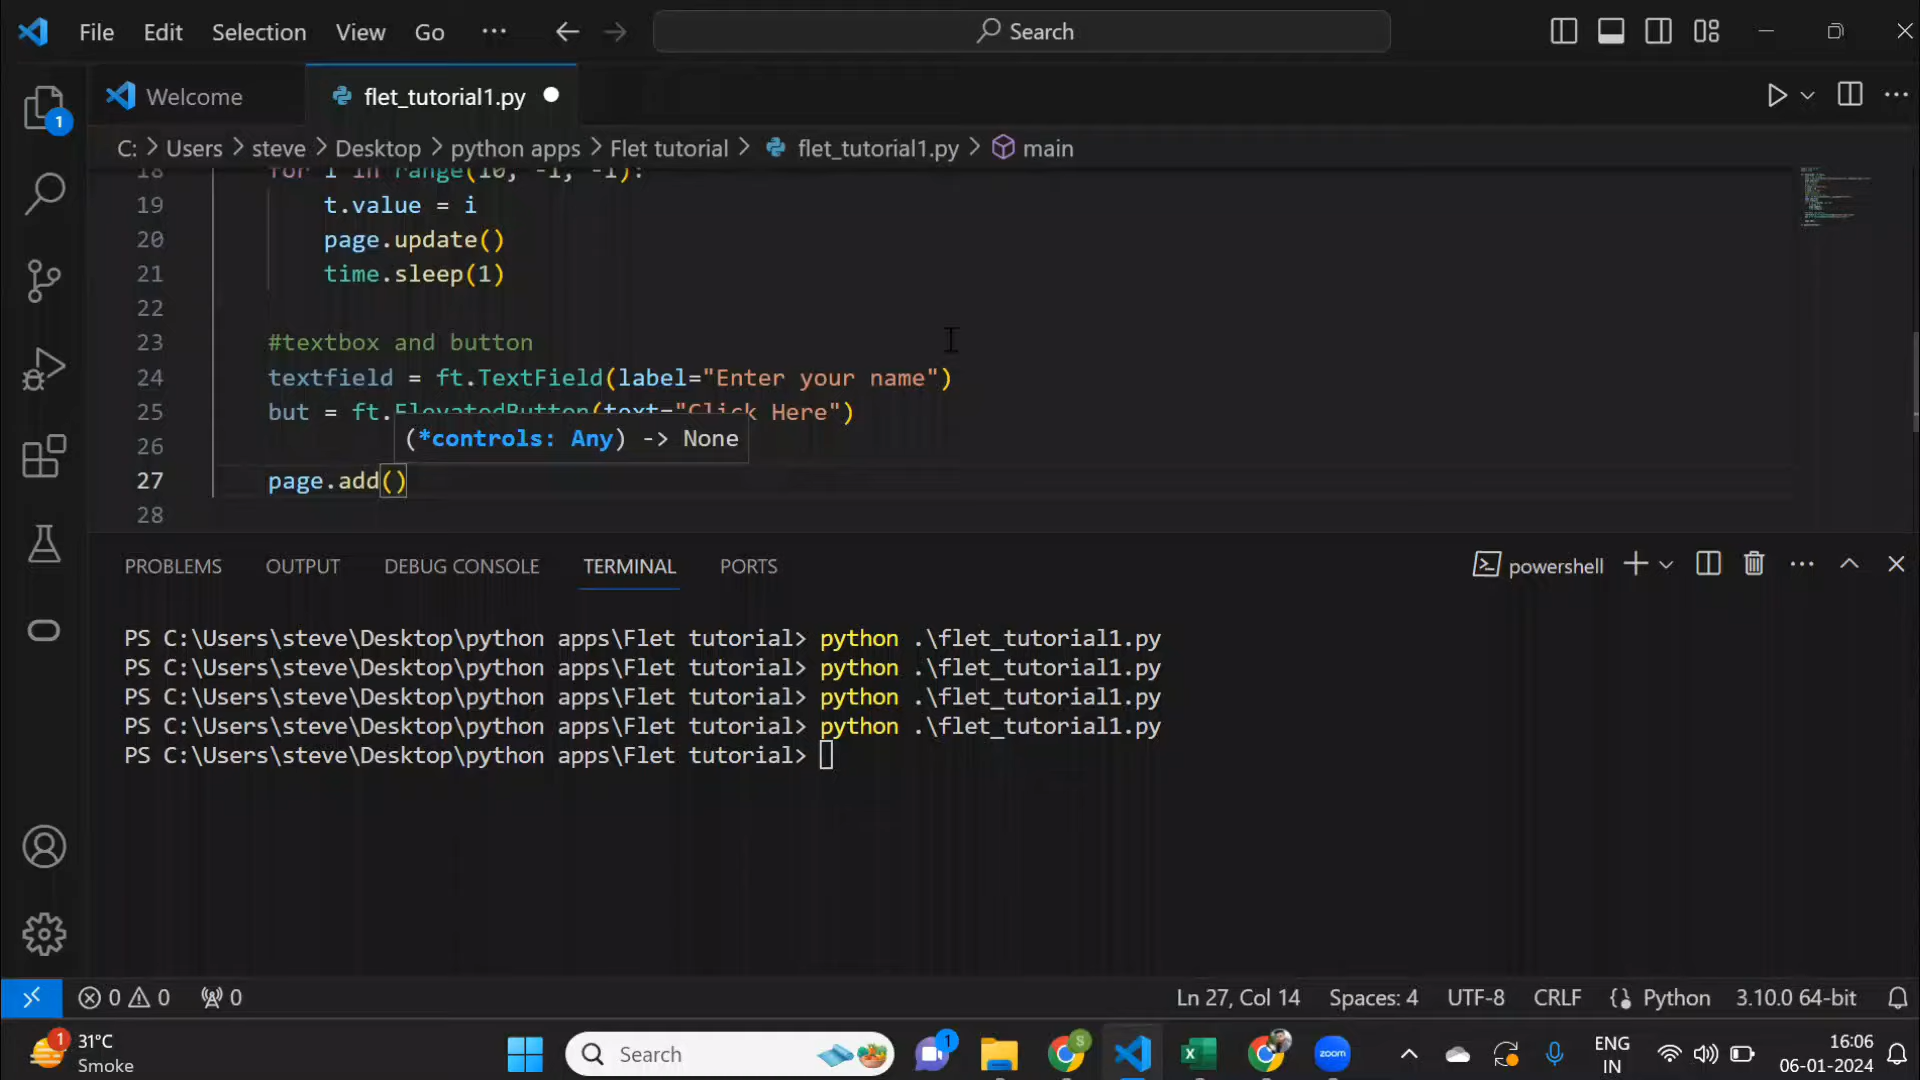 File Edit Selection View Go ··· Search
Welcome flet_tutorial1.py
C: > Users > steve > Desktop > python apps > Flet tutorial > flet_tutorial1.py > main
1
18 for i in range(10, -1, -1):
19 t.value = i
20 page.update()
21 time.sleep(1)
22
23 #textbox and button
24 textfield = ft.TextField(label="Enter your name")
25 but = ft.ElevatedButton(text="Click Here")
26 (*controls: Any) -> None
27 page.add()
28
PROBLEMS OUTPUT DEBUG CONSOLE TERMINAL PORTS powershell
PS C:\Users\steve\Desktop\python apps\Flet tutorial> python .\flet_tutorial1.py
PS C:\Users\steve\Desktop\python apps\Flet tutorial> python .\flet_tutorial1.py
PS C:\Users\steve\Desktop\python apps\Flet tutorial> python .\flet_tutorial1.py
PS C:\Users\steve\Desktop\python apps\Flet tutorial> python .\flet_tutorial1.py
PS C:\Users\steve\Desktop\python apps\Flet tutorial>
0 0 0 Ln 27, Col 14 Spaces: 4 UTF-8 CRLF Python 3.10.0 64-bit
1 31°C Search 1 S zoom ENG 16:06
Smoke IN 06-01-2024